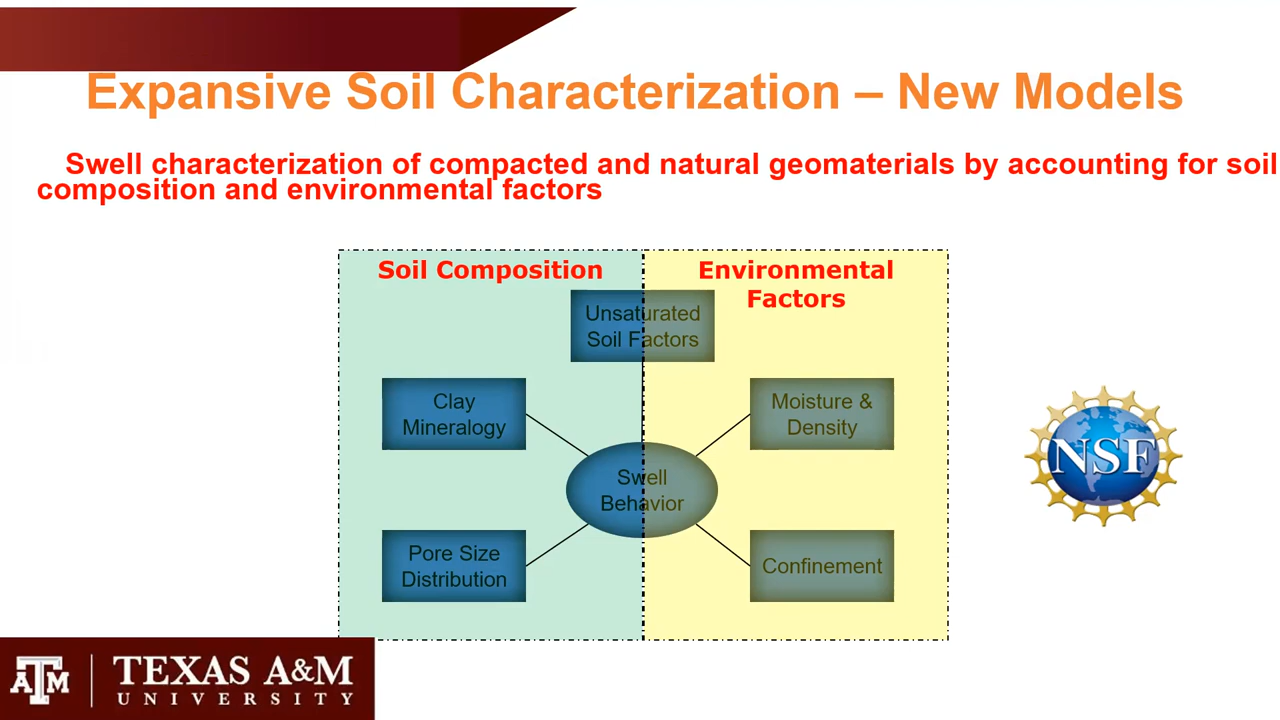 Expansive Soil Characterization – New Models
Swell characterization of compacted and natural geomaterials by accounting for soil
composition and environmental factors
Soil Composition
Environmental
Factors
Unsaturated
Soil Factors
Clay
Mineralogy
Moisture &
Density
Swell
Behavior
Pore Size
Distribution
Confinement
NSF
ATM
TEXAS A&M
UNIVERSITY